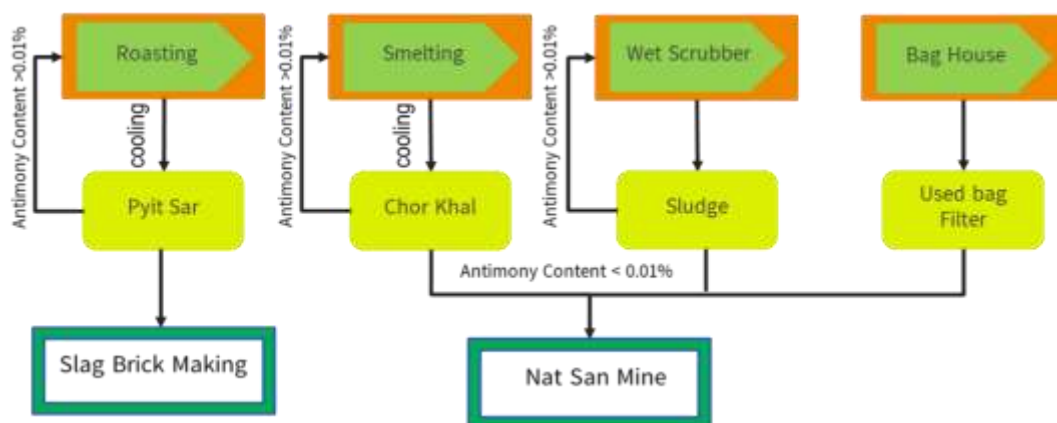 Roasting
Smelting
Wet Scrubber
Bag House
Antimony Content >0.01%
cooling
Antimony Content >0.01%
cooling
Antimony Content >0.01%
Pyit Sar
Chor Khal
Sludge
Used bag
Filter
Antimony Content < 0.01%
Slag Brick Making
Nat San Mine